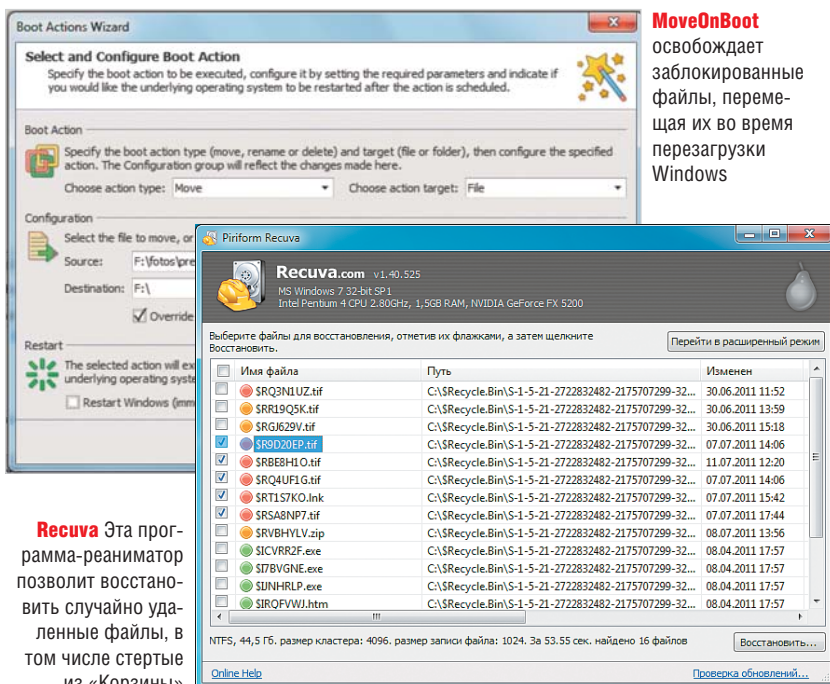 Boot Actions Wizard
Select and Configure Boot Action
Specify the boot action to be executed, configure it by setting the required parameters and indicate if
you would like the underlying operating system to be restarted after the action is scheduled.
Boot Action
Specify the boot action type (move, rename or delete) and target (file or folder), then configure the specified
action. The Configuration group will reflect the changes made here.
Choose action type: Move
Choose action target: File
Configuration
Select the file to move, or
Source: F:\fotos\pre
Destination: F:\
Override
Restart
The selected action will ex
underlying operating syste
Restart Windows (imm
MoveOnBoot
освобождает
заблокированные
файлы, переме-
щая их во время
перезагрузки
Windows
Piriform Recuva
Recuva.com v1.40.525
MS Windows 7 32-bit SP1
Intel Pentium 4 CPU 2.80GHz, 1,5GB RAM, NVIDIA GeForce FX 5200
Выберите файлы для восстановления, отметив их флажками, а затем щелкните
Восстановить.
Перейти в расширенный режим
Имя файла Путь Изменен
$RQ3N1UZ.tif C:\$Recycle.Bin\S-1-5-21-2722832482-2175707299-32... 30.06.2011 11:52
$RR19Q5K.tif C:\$Recycle.Bin\S-1-5-21-2722832482-2175707299-32... 30.06.2011 13:59
$RGJ629V.tif C:\$Recycle.Bin\S-1-5-21-2722832482-2175707299-32... 30.06.2011 15:18
$R9D20EP.tif C:\$Recycle.Bin\S-1-5-21-2722832482-2175707299-32... 07.07.2011 14:06
$RBE8H1O.tif C:\$Recycle.Bin\S-1-5-21-2722832482-2175707299-32... 11.07.2011 12:20
$RQ4UF1G.tif C:\$Recycle.Bin\S-1-5-21-2722832482-2175707299-32... 07.07.2011 14:06
$RT1S7KO.lnk C:\$Recycle.Bin\S-1-5-21-2722832482-2175707299-32... 07.07.2011 15:42
$RSA8NP7.tif C:\$Recycle.Bin\S-1-5-21-2722832482-2175707299-32... 07.07.2011 17:44
$RVBHYLV.zip C:\$Recycle.Bin\S-1-5-21-2722832482-2175707299-32... 08.07.2011 13:56
$ICVRR2F.exe C:\$Recycle.Bin\S-1-5-21-2722832482-2175707299-32... 08.04.2011 17:57
$I7BVGNE.exe C:\$Recycle.Bin\S-1-5-21-2722832482-2175707299-32... 08.04.2011 17:57
$IJNHRLP.exe C:\$Recycle.Bin\S-1-5-21-2722832482-2175707299-32... 08.04.2011 17:57
$IRQFVWJ.htm C:\$Recycle.Bin\S-1-5-21-2722832482-2175707299-32... 08.04.2011 17:57
NTFS, 44,5 Гб. размер кластера: 4096. размер записи файла: 1024. За 53.55 сек. найдено 16 файлов
Восстановить...
Online Help
Проверка обновлений...
Recuva Эта прог-
рамма-реаниматор
позволит восстано-
вить случайно уда-
ленные файлы, в
том числе стертые
из «Корзины»